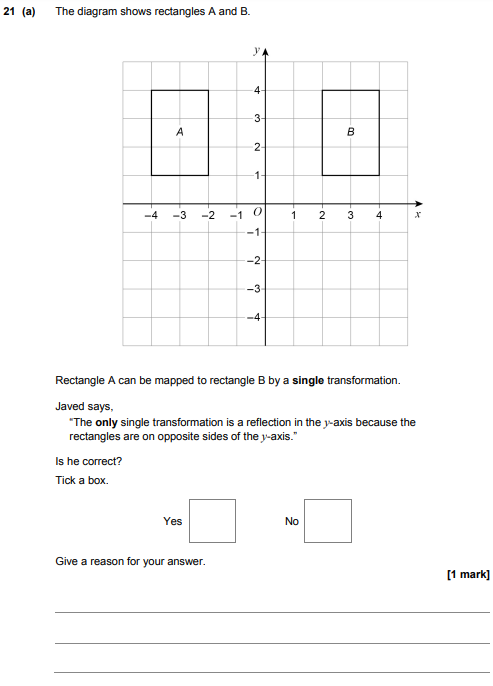 21 (a) The diagram shows rectangles A and B.
y
4
3
A B
2
1
−4 −3 −2 −1 O 1 2 3 4 x
−1
−2
−3
−4
Rectangle A can be mapped to rectangle B by a single transformation.
Javed says,
"The only single transformation is a reflection in the y-axis because the
rectangles are on opposite sides of the y-axis."
Is he correct?
Tick a box.
Yes No
Give a reason for your answer.
[1 mark]